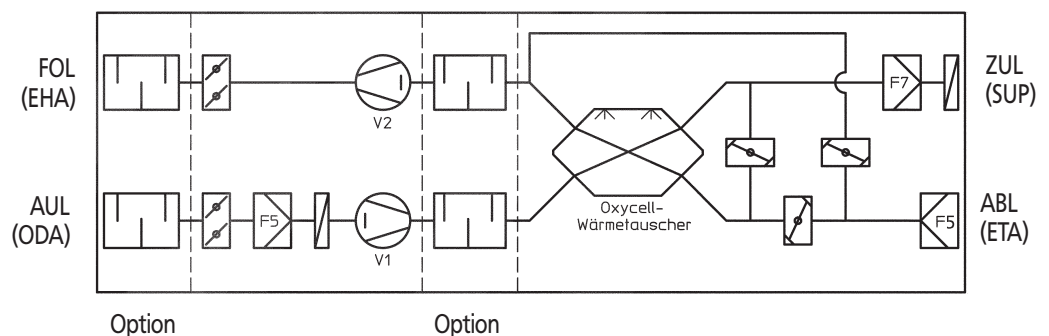 FOL
(EHA)
V2
F7
ZUL
(SUP)
AUL
(ODA)
F5
V1
Oxycell-
Wärmetauscher
F5
ABL
(ETA)
Option
Option